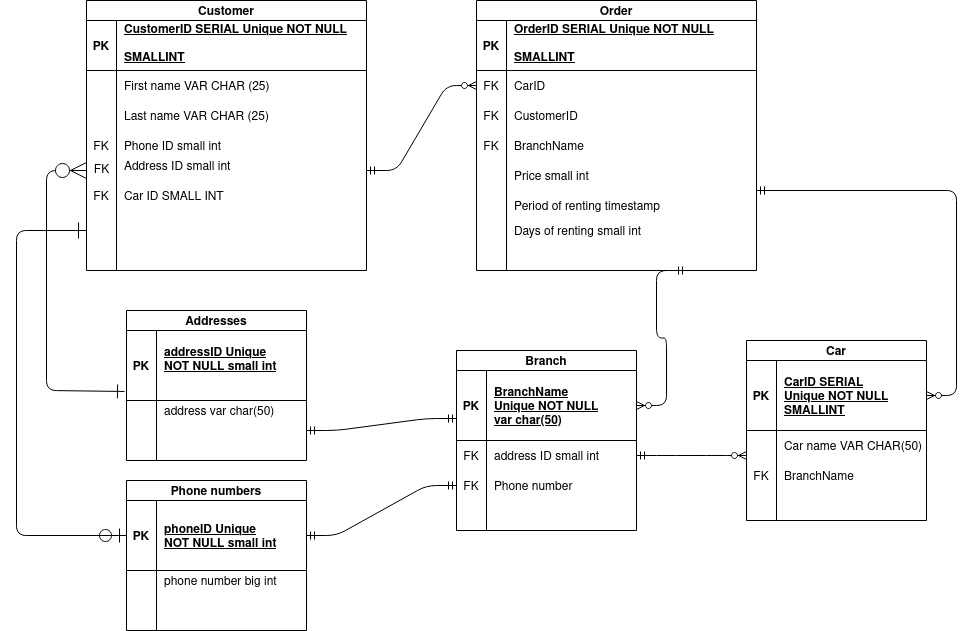 Customer
PK
CustomerID SERIAL Unique NOT NULL
SMALLINT
First name VAR CHAR (25)
Last name VAR CHAR (25)
FK Phone ID small int
FK Address ID small int
FK Car ID SMALL INT
Order
PK
OrderID SERIAL Unique NOT NULL
SMALLINT
FK CarID
FK CustomerID
FK BranchName
Price small int
Period of renting timestamp
Days of renting small int
Addresses
PK
addressID Unique
NOT NULL small int
address var char(50)
Branch
PK
BranchName
Unique NOT NULL
var char(50)
FK address ID small int
FK Phone number
Car
PK
CarID SERIAL
Unique NOT NULL
SMALLINT
Car name VAR CHAR(50)
FK BranchName
Phone numbers
PK
phoneID Unique
NOT NULL small int
phone number big int